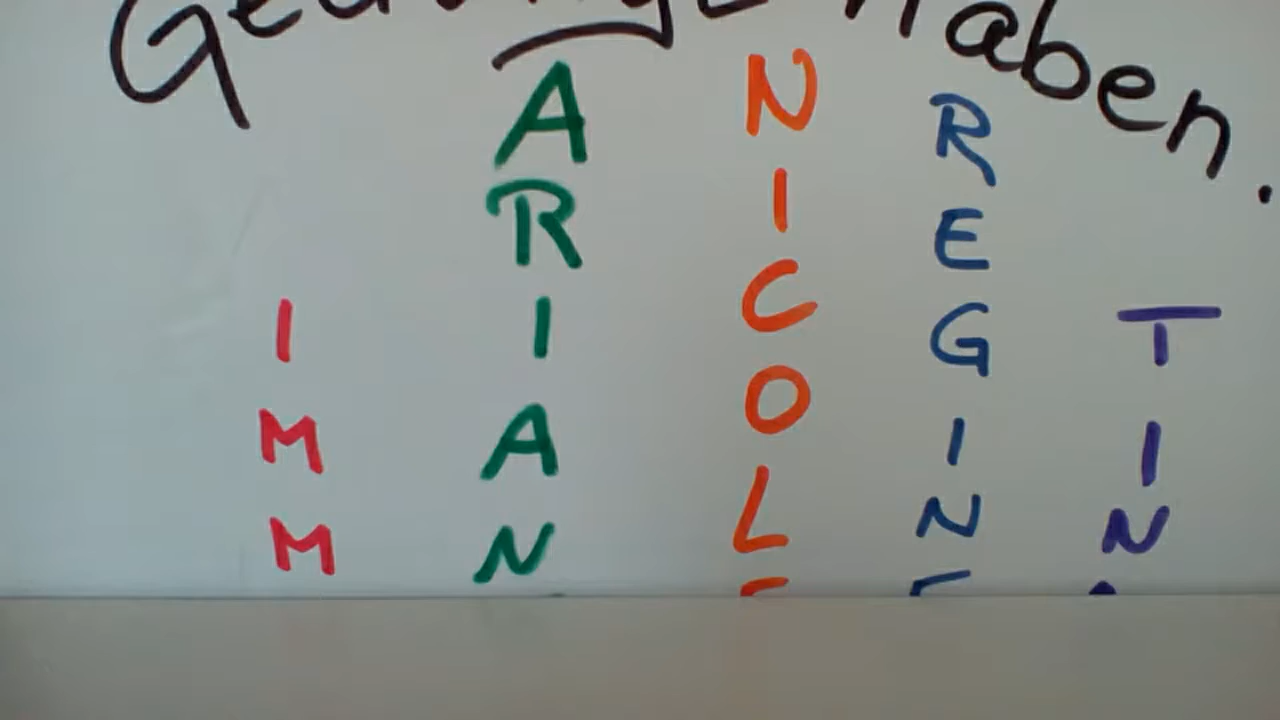 haben.
IMM
ARIAN
NICOL
REGIN
TIN